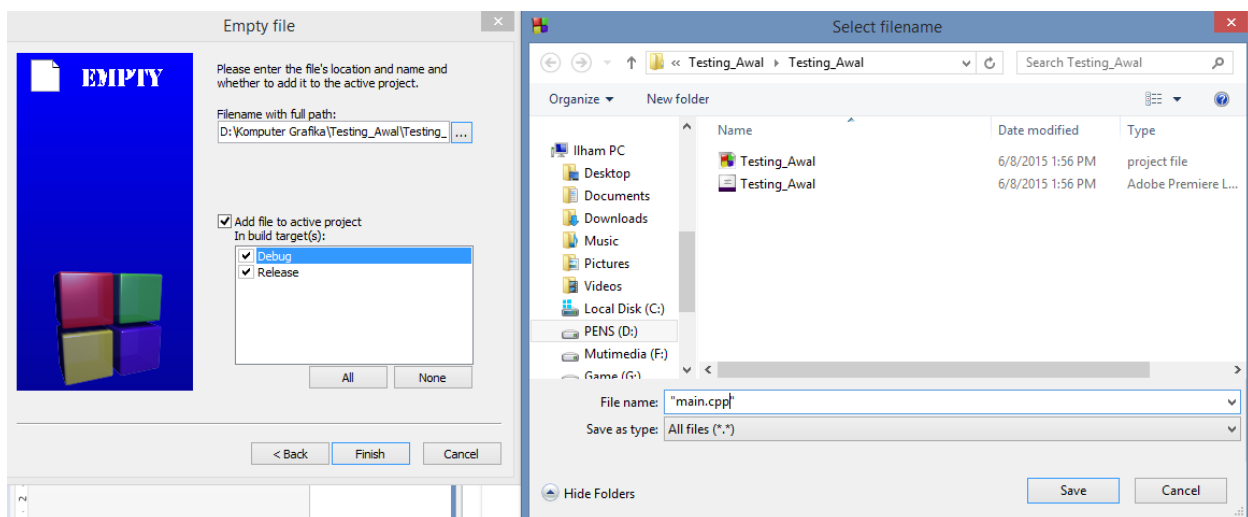 Empty file
EMPTY
Please enter the file's location and name and
whether to add it to the active project.
Filename with full path:
D:\Komputer Grafika\Testing_Awal\Testing_
...
Add file to active project
In build target(s):
Debug
Release
All
None
< Back
Finish
Cancel
2
Select filename
« Testing_Awal
Testing_Awal
Search Testing_Awal
Organize
New folder
Name
Date modified
Type
Ilham PC
Desktop
Documents
Downloads
Music
Pictures
Videos
Local Disk (C:)
PENS (D:)
Mutimedia (F:)
Game (G:)
Testing_Awal 6/8/2015 1:56 PM project file
Testing_Awal 6/8/2015 1:56 PM Adobe Premiere L...
File name: "main.cpp"
Save as type: All files (*.*)
Hide Folders
Save
Cancel